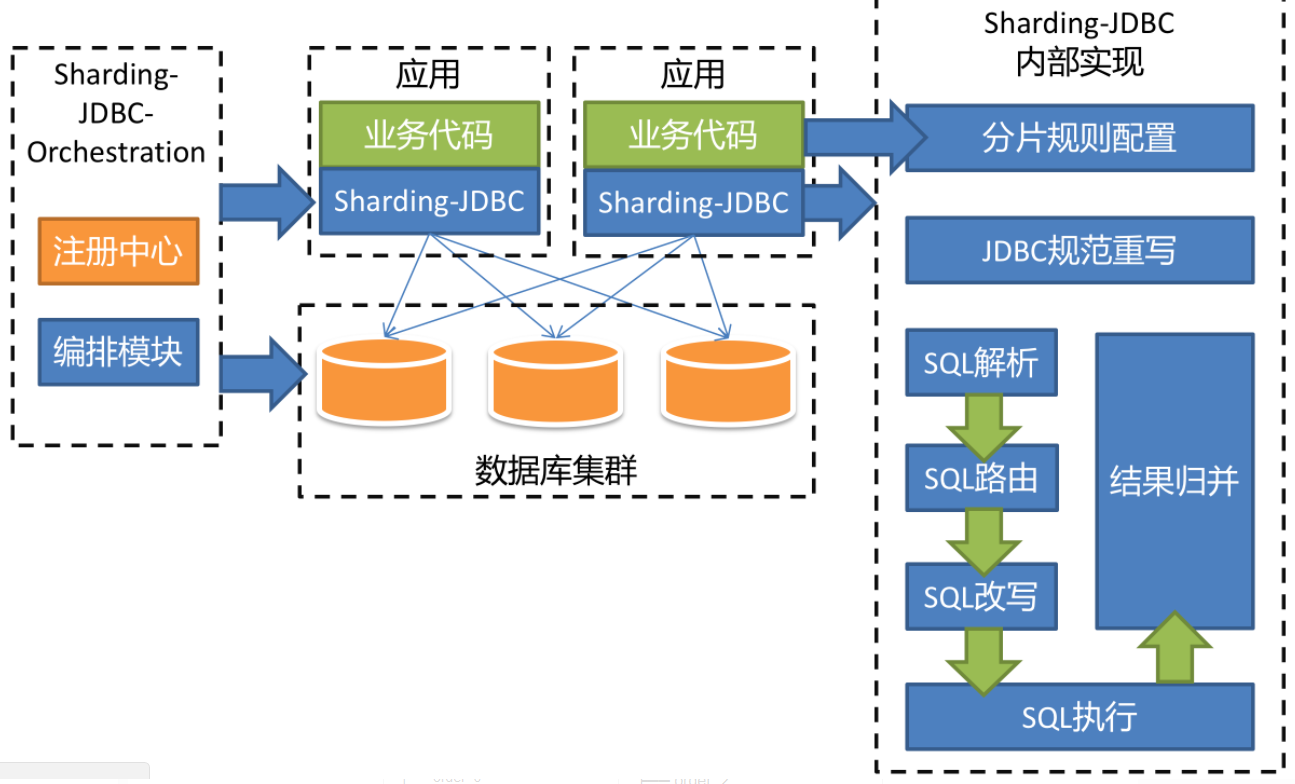 Sharding-
JDBC-
Orchestration
注册中心
编排模块
应用
业务代码
Sharding-JDBC
应用
业务代码
Sharding-JDBC
数据库集群
Sharding-JDBC
内部实现
分片规则配置
JDBC规范重写
SQL解析
SQL路由
SQL改写
结果归并
SQL执行